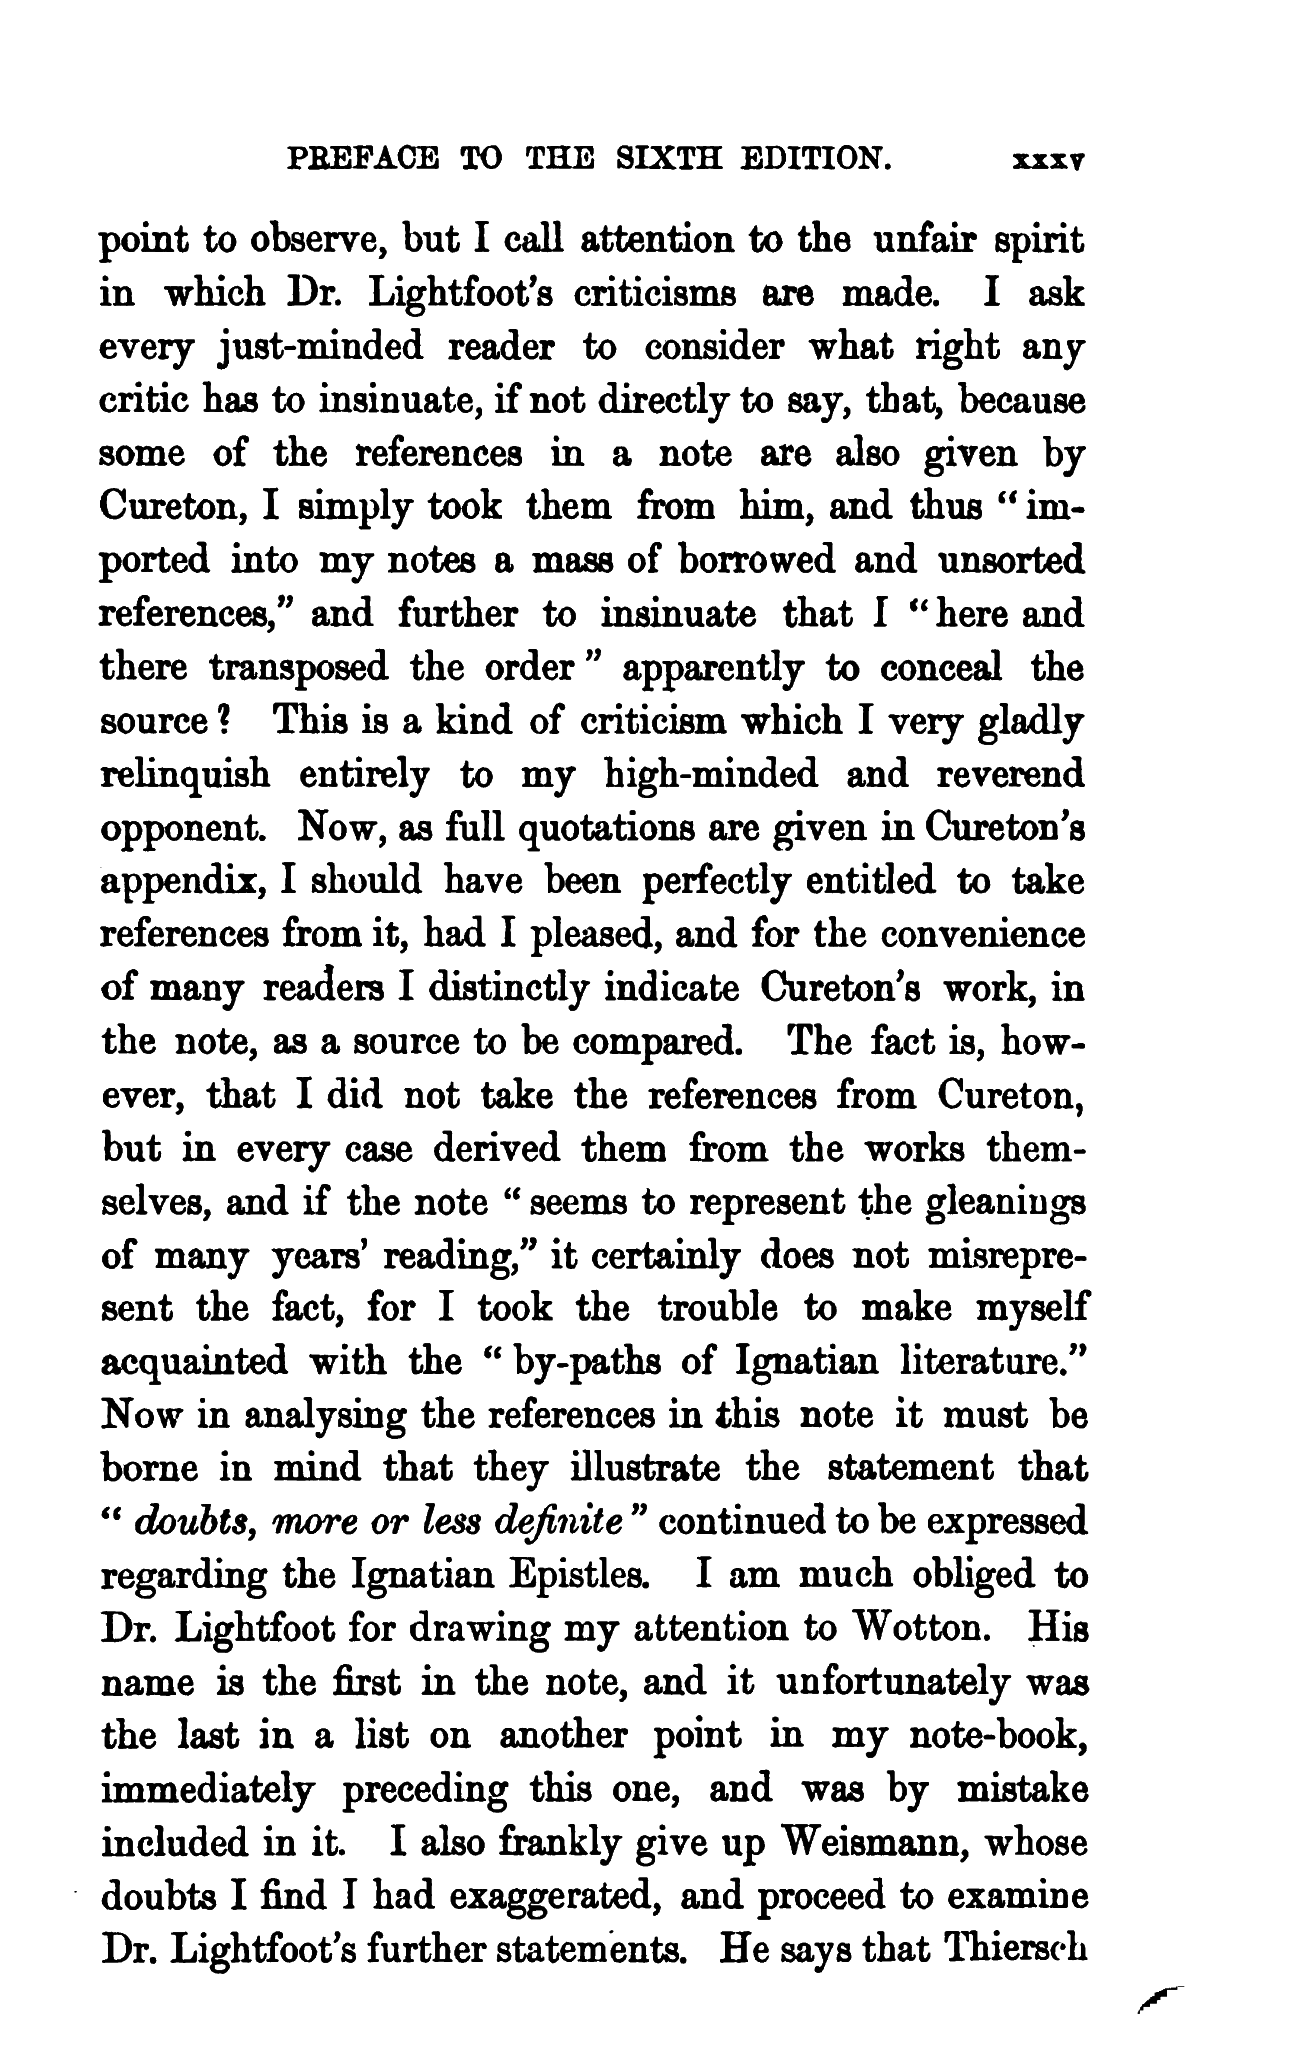 PREFACE TO THE SIXTH EDITION. xxxv
point to observe, but I call attention to the unfair spirit
in which Dr. Lightfoot's criticisms are made. I ask
every just-minded reader to consider what right any
critic has to insinuate, if not directly to say, that, because
some of the references in a note are also given by
Cureton, I simply took them from him, and thus "im-
ported into my notes a mass of borrowed and unsorted
references," and further to insinuate that I "here and
there transposed the order" apparently to conceal the
source? This is a kind of criticism which I very gladly
relinquish entirely to my high-minded and reverend
opponent. Now, as full quotations are given in Cureton's
appendix, I should have been perfectly entitled to take
references from it, had I pleased, and for the convenience
of many readers I distinctly indicate Cureton's work, in
the note, as a source to be compared. The fact is, how-
ever, that I did not take the references from Cureton,
but in every case derived them from the works them-
selves, and if the note "seems to represent the gleanings
of many years' reading," it certainly does not misrepre-
sent the fact, for I took the trouble to make myself
acquainted with the "by-paths of Ignatian literature."
Now in analysing the references in this note it must be
borne in mind that they illustrate the statement that
"doubts, more or less definite" continued to be expressed
regarding the Ignatian Epistles. I am much obliged to
Dr. Lightfoot for drawing my attention to Wotton. His
name is the first in the note, and it unfortunately was
the last in a list on another point in my note-book,
immediately preceding this one, and was by mistake
included in it. I also frankly give up Weismann, whose
doubts I find I had exaggerated, and proceed to examine
Dr. Lightfoot's further statements. He says that Thiersch